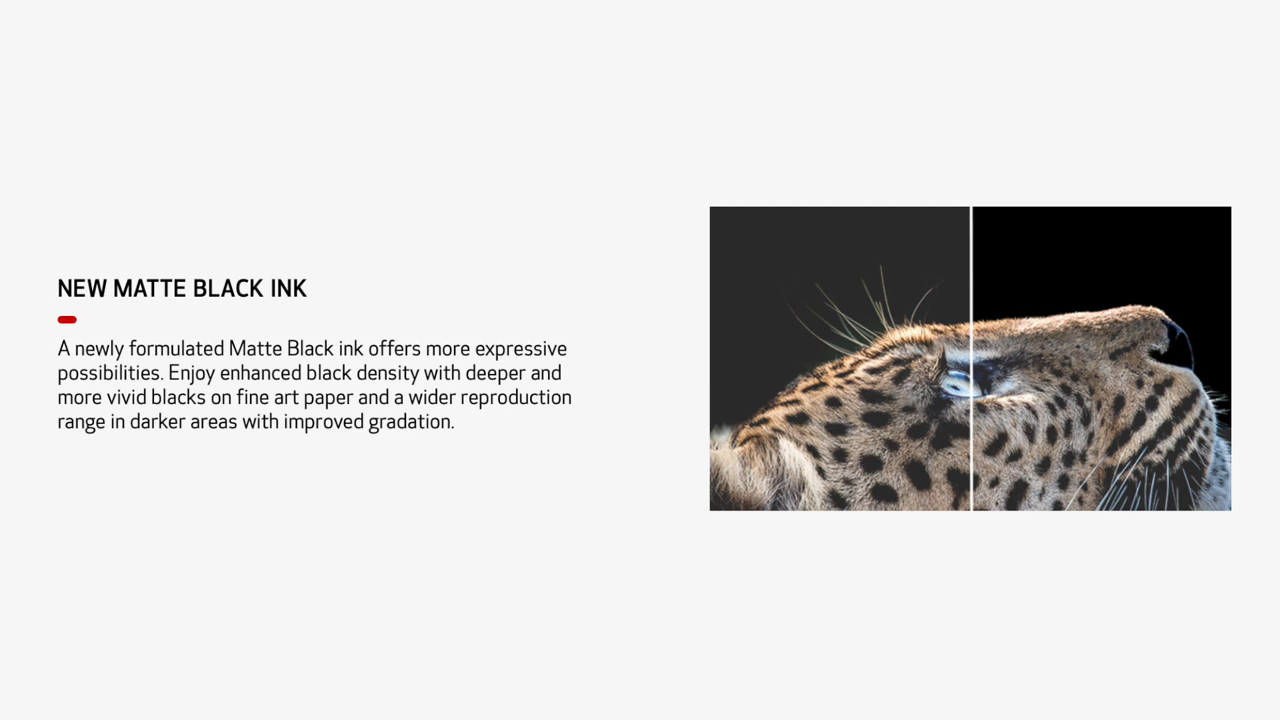 NEW MATTE BLACK INK
A newly formulated Matte Black ink offers more expressive
possibilities. Enjoy enhanced black density with deeper and
more vivid blacks on fine art paper and a wider reproduction
range in darker areas with improved gradation.